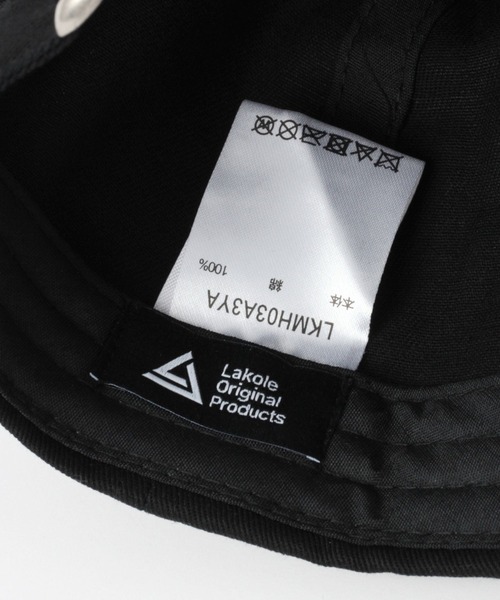 LKMH03A3YA
本体
綿
100%
Lakole
Original
Products